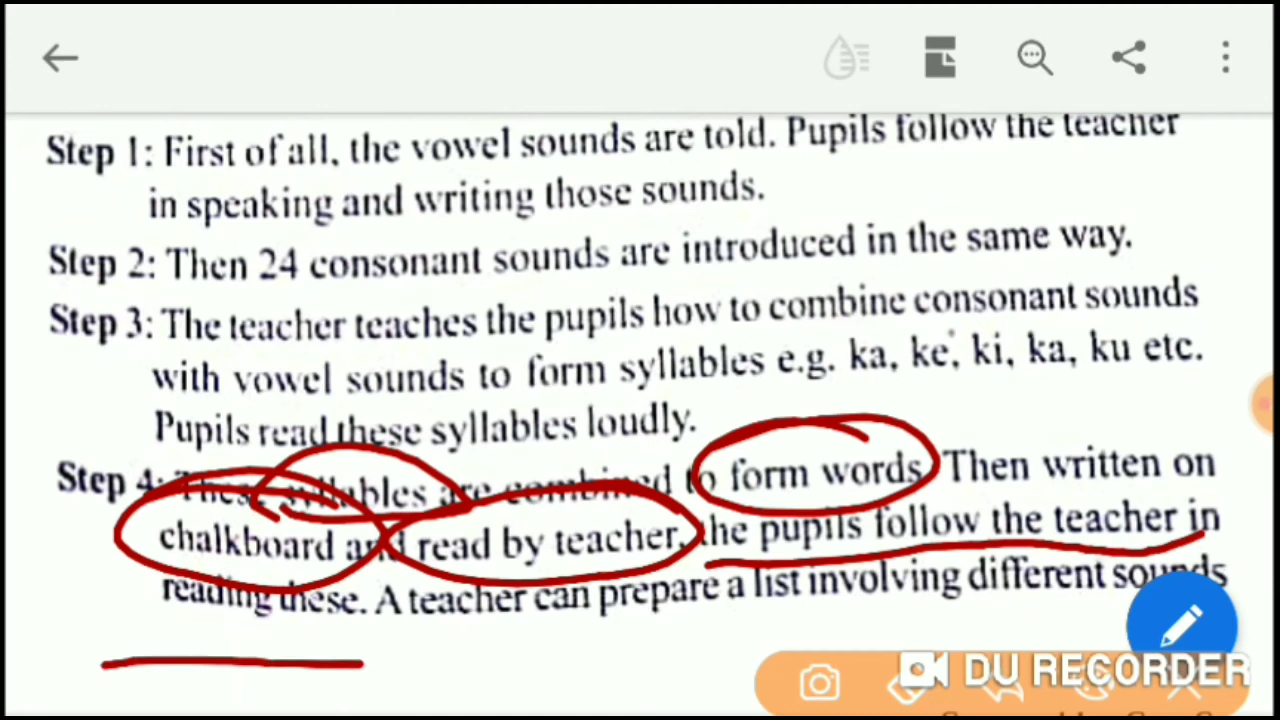 Step 1: First of all, the vowel sounds are told. Pupils follow the teacher
in speaking and writing those sounds.
Step 2: Then 24 consonant sounds are introduced in the same way.
Step 3: The teacher teaches the pupils how to combine consonant sounds
with vowel sounds to form syllables e.g. ka, ke, ki, ka, ku etc.
Pupils read these syllables loudly.
Step 4: These syllables are combined to form words. Then written on
chalkboard and read by teacher, the pupils follow the teacher in
reading these. A teacher can prepare a list involving different sounds
DU RECORDER